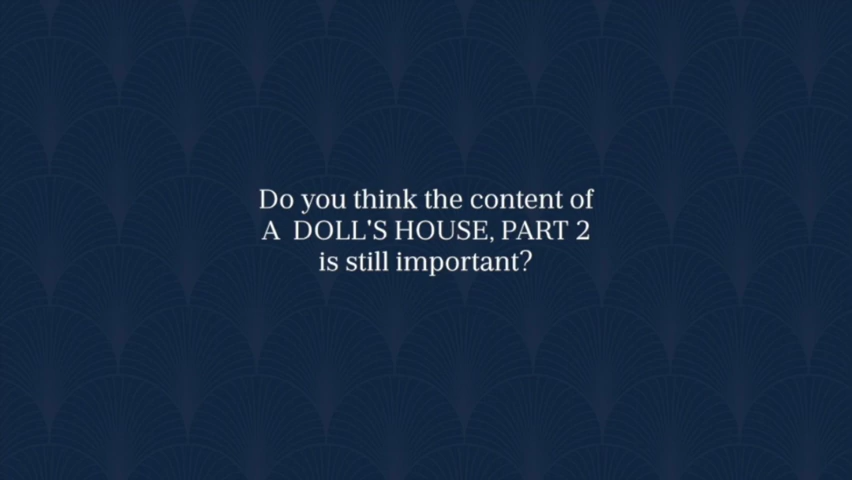 Do you think the content of
A DOLL'S HOUSE, PART 2
is still important?